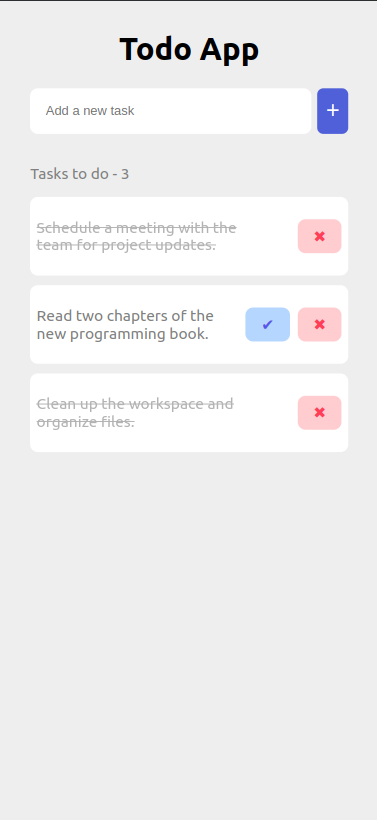 Todo App
Add a new task
+
Tasks to do - 3
Schedule a meeting with the
team for project updates.
✖
Read two chapters of the
new programming book.
✔ ✖
Clean up the workspace and
organize files.
✖